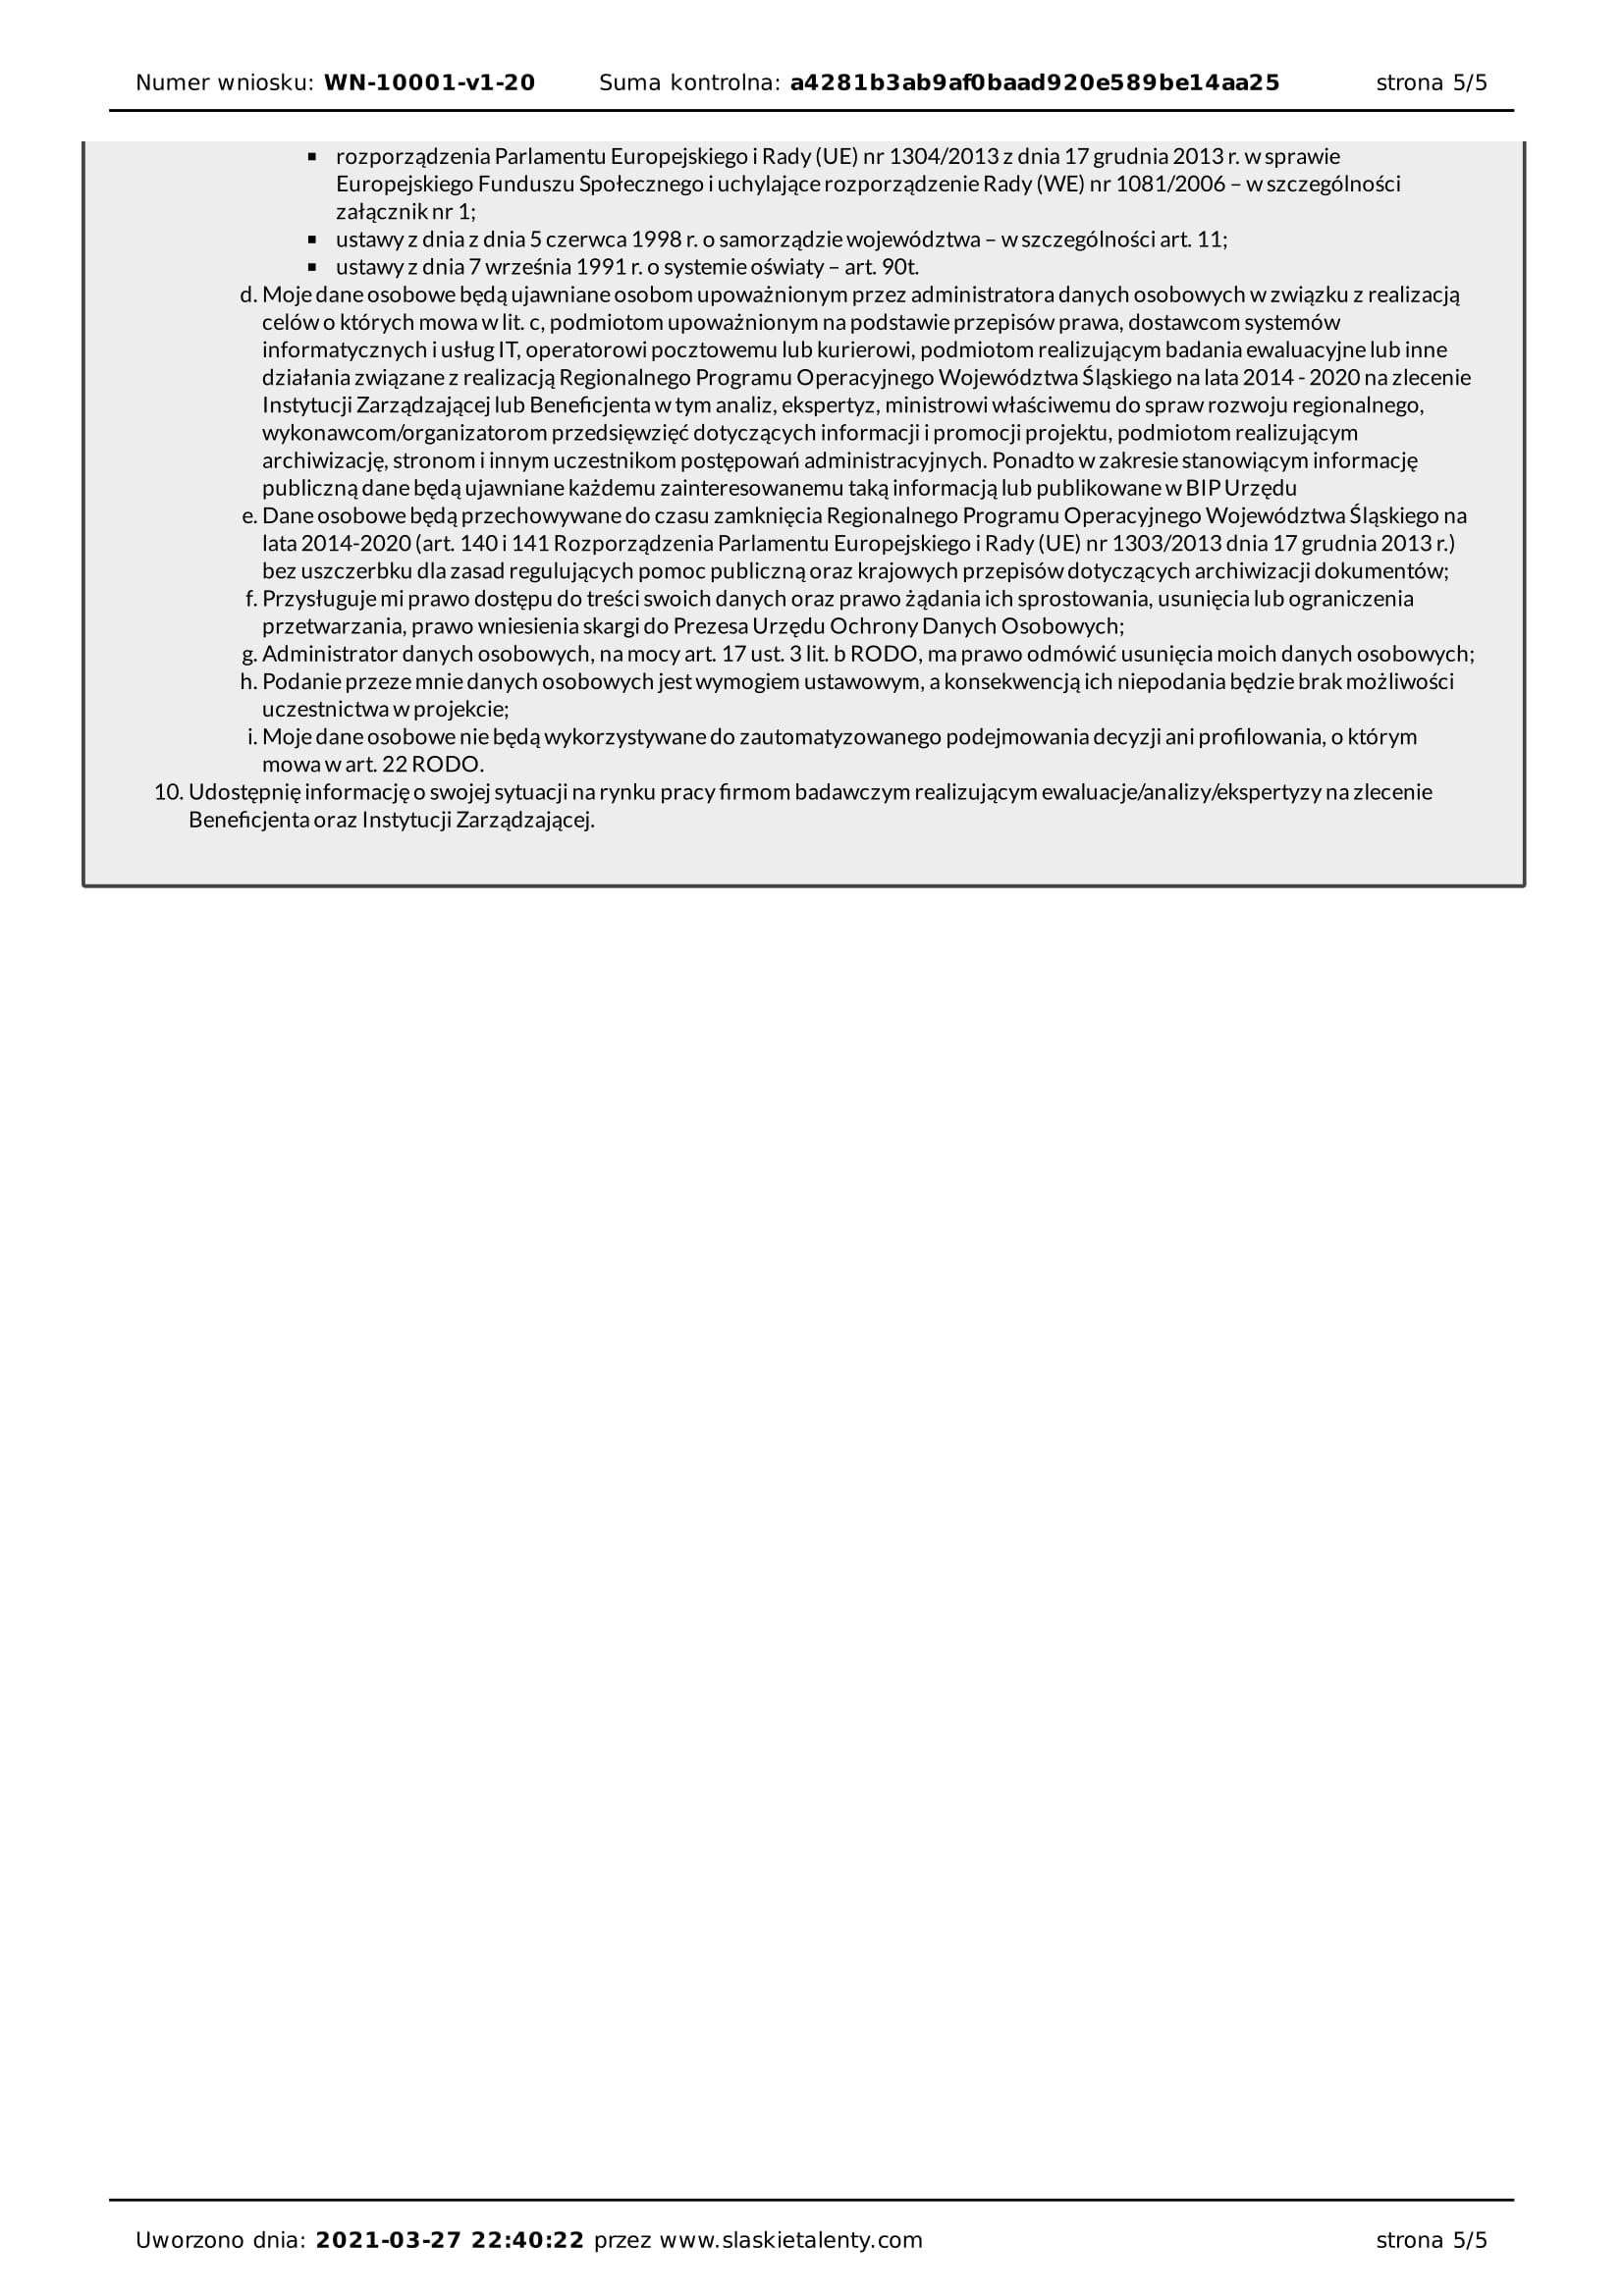 Numer wniosku: WN-10001-v1-20 Suma kontrolna: a4281b3ab9af0baad920e589be14aa25 strona 5/5
▪ rozporządzenia Parlamentu Europejskiego i Rady (UE) nr 1304/2013 z dnia 17 grudnia 2013 r. w sprawie
Europejskiego Funduszu Społecznego i uchylające rozporządzenie Rady (WE) nr 1081/2006 – w szczególności
załącznik nr 1;
▪ ustawy z dnia z dnia 5 czerwca 1998 r. o samorządzie województwa – w szczególności art. 11;
▪ ustawy z dnia 7 września 1991 r. o systemie oświaty – art. 90t.
d. Moje dane osobowe będą ujawniane osobom upoważnionym przez administratora danych osobowych w związku z realizacją
celów o których mowa w lit. c, podmiotom upoważnionym na podstawie przepisów prawa, dostawcom systemów
informatycznych i usług IT, operatorowi pocztowemu lub kurierowi, podmiotom realizującym badania ewaluacyjne lub inne
działania związane z realizacją Regionalnego Programu Operacyjnego Województwa Śląskiego na lata 2014 - 2020 na zlecenie
Instytucji Zarządzającej lub Beneficjenta w tym analiz, ekspertyz, ministrowi właściwemu do spraw rozwoju regionalnego,
wykonawcom/organizatorom przedsięwzięć dotyczących informacji i promocji projektu, podmiotom realizującym
archiwizację, stronom i innym uczestnikom postępowań administracyjnych. Ponadto w zakresie stanowiącym informację
publiczną dane będą ujawniane każdemu zainteresowanemu taką informacją lub publikowane w BIP Urzędu
e. Dane osobowe będą przechowywane do czasu zamknięcia Regionalnego Programu Operacyjnego Województwa Śląskiego na
lata 2014-2020 (art. 140 i 141 Rozporządzenia Parlamentu Europejskiego i Rady (UE) nr 1303/2013 dnia 17 grudnia 2013 r.)
bez uszczerbku dla zasad regulujących pomoc publiczną oraz krajowych przepisów dotyczących archiwizacji dokumentów;
f. Przysługuje mi prawo dostępu do treści swoich danych oraz prawo żądania ich sprostowania, usunięcia lub ograniczenia
przetwarzania, prawo wniesienia skargi do Prezesa Urzędu Ochrony Danych Osobowych;
g. Administrator danych osobowych, na mocy art. 17 ust. 3 lit. b RODO, ma prawo odmówić usunięcia moich danych osobowych;
h. Podanie przeze mnie danych osobowych jest wymogiem ustawowym, a konsekwencją ich niepodania będzie brak możliwości
uczestnictwa w projekcie;
i. Moje dane osobowe nie będą wykorzystywane do zautomatyzowanego podejmowania decyzji ani profilowania, o którym
mowa w art. 22 RODO.
10. Udostępnię informację o swojej sytuacji na rynku pracy firmom badawczym realizującym ewaluacje/analizy/ekspertyzy na zlecenie
Beneficjenta oraz Instytucji Zarządzającej.
Uworzono dnia: 2021-03-27 22:40:22 przez www.slaskietalenty.com strona 5/5